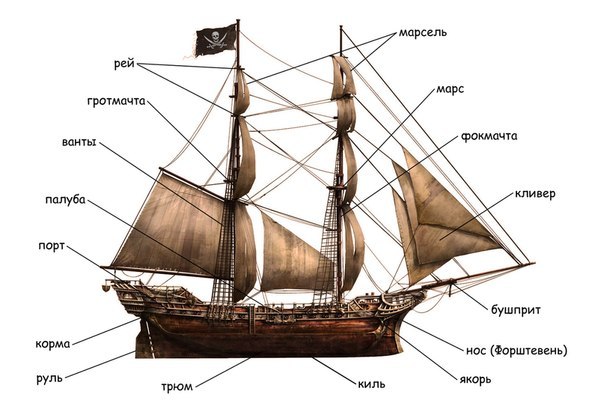 марсель
рей
марс
гротмачта
фокмачта
ванты
кливер
палуба
порт
бушприт
корма
нос (Форштевень)
руль
трюм
киль
якорь